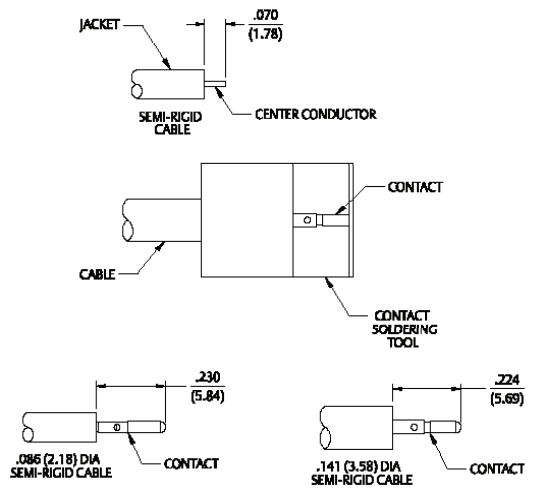 JACKET
.070
(1.78)
SEMI-RIGID
CABLE
CENTER CONDUCTOR
CONTACT
CABLE
CONTACT
SOLDERING
TOOL
.230
(5.84)
.086 (2.18) DIA
SEMI-RIGID CABLE
CONTACT
.224
(5.69)
.141 (3.58) DIA
SEMI-RIGID CABLE
CONTACT